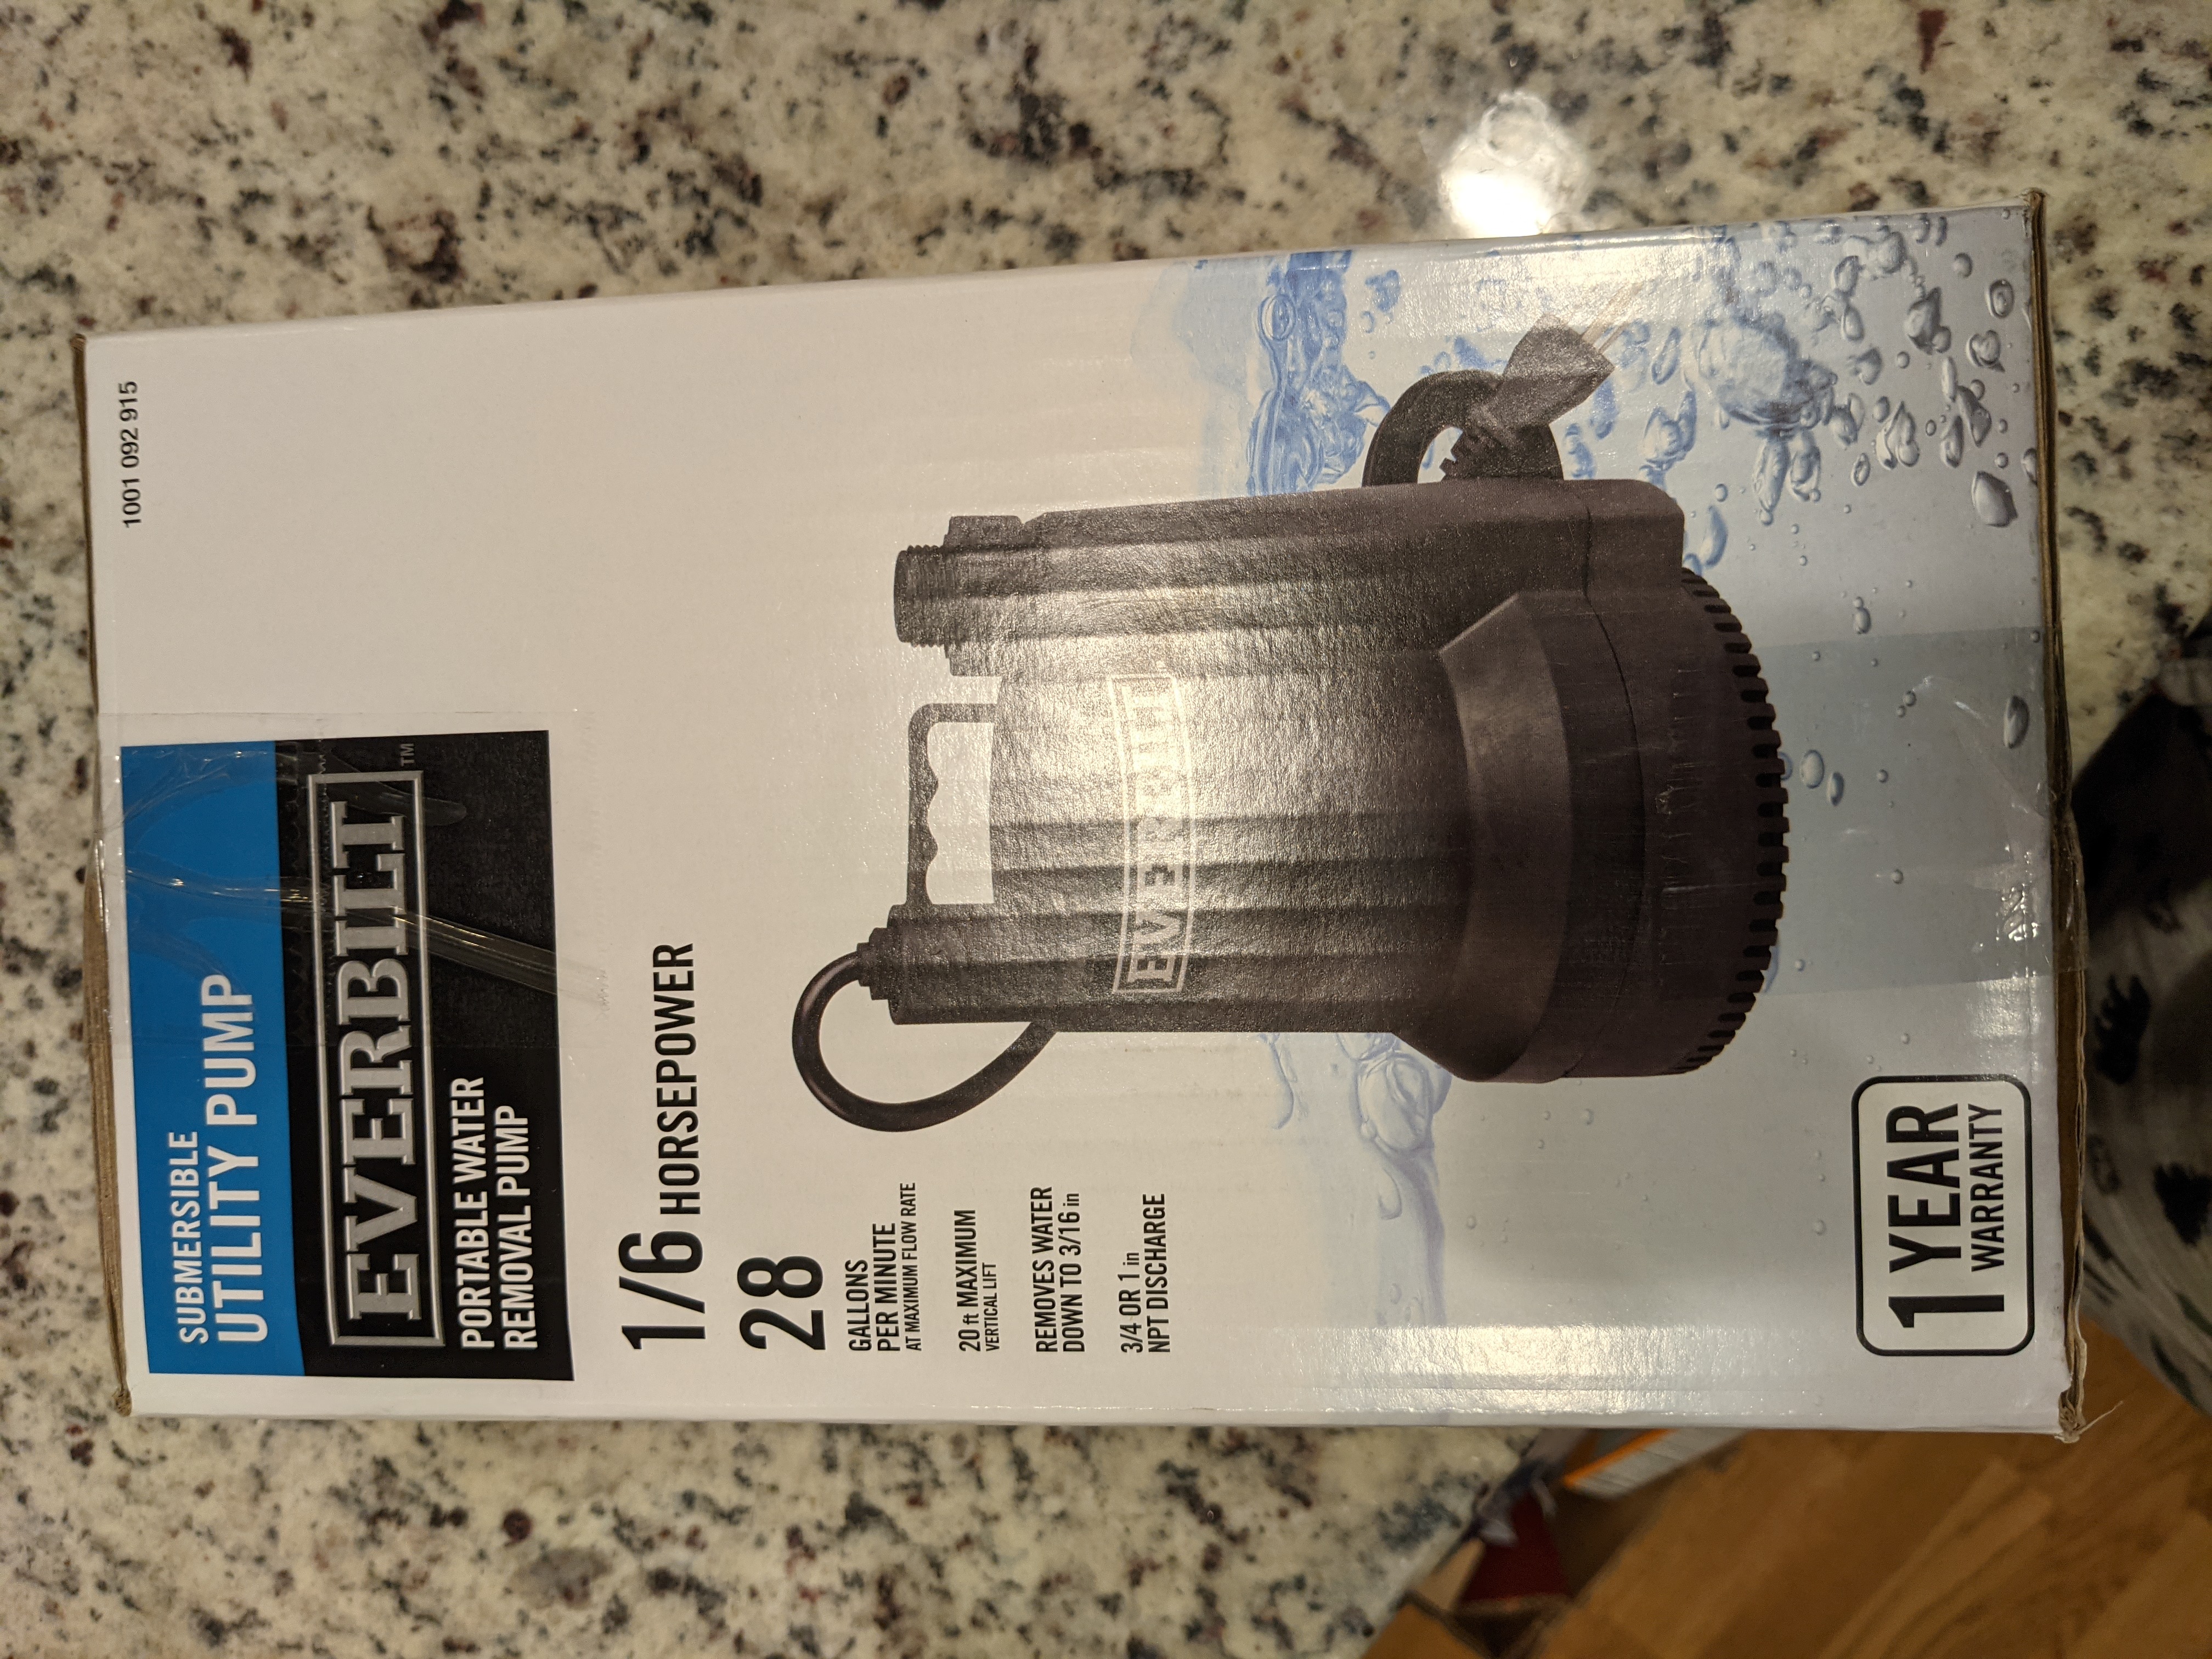 1001 092 915
SUBMERSIBLE
UTILITY PUMP
EVERBILT™
PORTABLE WATER
REMOVAL PUMP
1/6 HORSEPOWER
28
GALLONS
PER MINUTE
AT MAXIMUM FLOW RATE
20 ft MAXIMUM
VERTICAL LIFT
REMOVES WATER
DOWN TO 3/16 in
3/4 OR 1 in
NPT DISCHARGE
EVERBILT
1 YEAR
WARRANTY